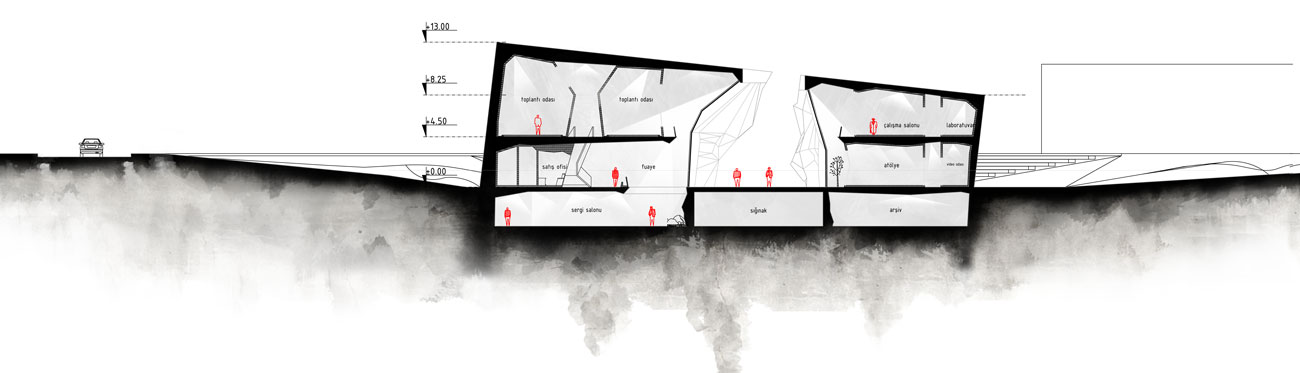 +13.00
+8.25
toplantı odası
toplantı odası
+4.50
çalışma salonu
laboratuvar
satış ofisi
fuaye
atölye
video odası
+0.00
sergi salonu
sığınak
arşiv